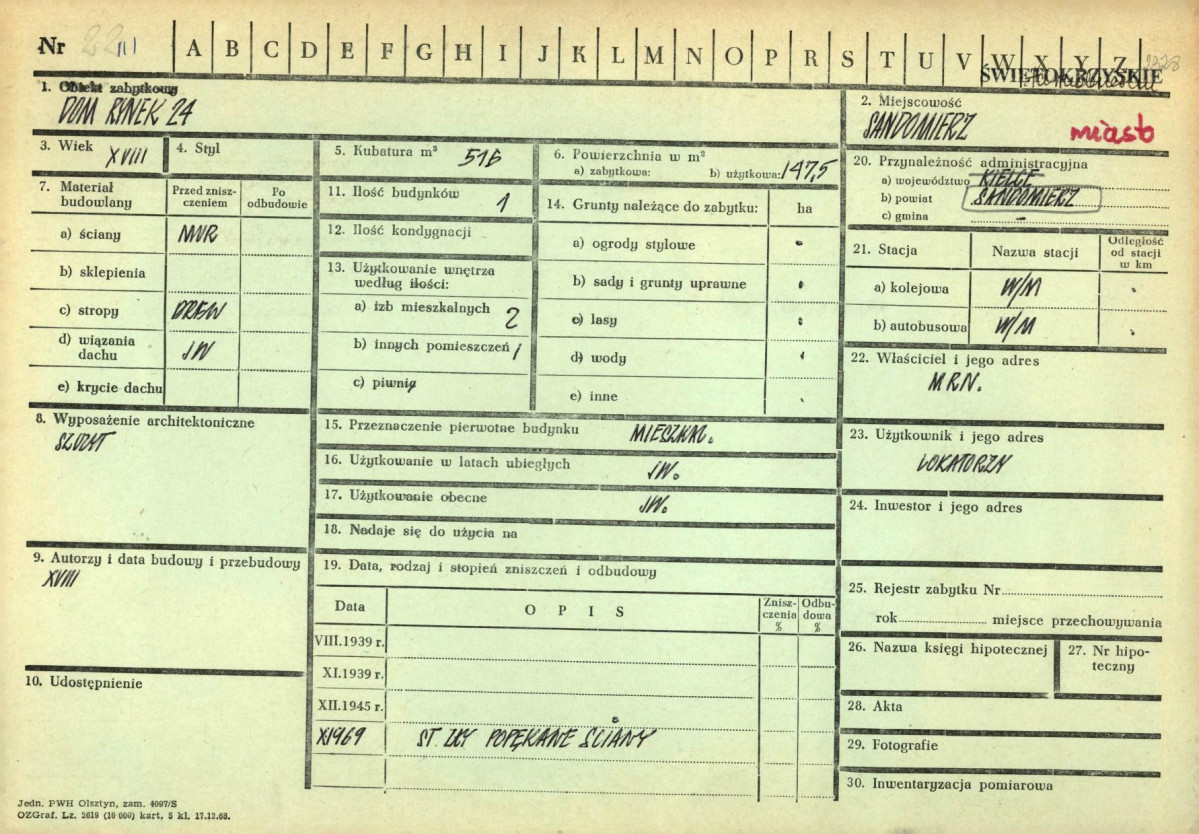 Nr 22
A B C D E F G H I J K L M N O P R S T U V W X Y Z
ŚWIĘTOKRZYSKIE
1. Obiekt zabytkowy
DOM RYNEK 24
2. Miejscowość
SANDOMIERZ
miasto
3. Wiek XVIII
4. Styl
5. Kubatura m³ 516
6. Powierzchnia w m²
a) zabytkowa: b) użytkowa: 147,5
7. Materiał budowlany
Przed zniszczeniem
Po odbudowie
a) ściany MUR
b) sklepienia
c) stropy DREW
d) wiązania dachu JW
e) krycie dachu
8. Wyposażenie architektoniczne
9. Autorzy i data budowy i przebudowy
XVIII
10. Udostępnienie
11. Ilość budynków 1
12. Ilość kondygnacji
13. Użytkowanie wnętrza według ilości:
a) izb mieszkalnych 2
b) innych pomieszczeń 1
c) piwnic
14. Grunty należące do zabytku: ha
a) ogrody stylowe
b) sady i grunty uprawne
c) lasy
d) wody
e) inne
15. Przeznaczenie pierwotne budynku MIESZKAL.
16. Użytkowanie w latach ubiegłych JW.
17. Użytkowanie obecne JW.
18. Nadaje się do użycia na
19. Data, rodzaj i stopień zniszczeń i odbudowy
Data
OPIS
Zniszczenia %
Odbudowa %
VIII.1939 r.
XI.1939 r.
XII.1945 r.
XI969 ST. ZŁY POPĘKANE ŚCIANY
20. Przynależność administracyjna
a) województwo KIELCE
b) powiat SANDOMIERZ
c) gmina -
21. Stacja
Nazwa stacji
Odległość od stacji w km
a) kolejowa W/M
b) autobusowa W/M
22. Właściciel i jego adres
M.R.N.
23. Użytkownik i jego adres
LOKATORZY
24. Inwestor i jego adres
25. Rejestr zabytku Nr
rok miejsce przechowywania
26. Nazwa księgi hipotecznej
27. Nr hipoteczny
28. Akta
29. Fotografie
30. Inwentaryzacja pomiarowa
Jedn. PWH Olsztyn, zam. 4097/S
OZGraf. Lz. 2619 (10 000) kart, 5 kl. 17.12.68.